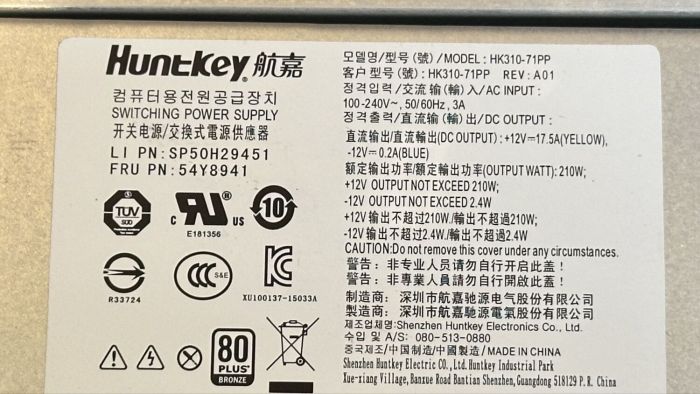 Huntkey 航嘉
컴퓨터용전원공급장치
SWITCHING POWER SUPPLY
开关电源/交換式電源供應器
LI PN: SP50H29451
FRU PN: 54Y8941
TUV
SUD
c RU ® US
E181356
10
R33724
CCC S&E
XU100137-15033A
80
PLUS®
BRONZE
모델명/型号(號)/MODEL: HK310-71PP
客户型号(號): HK310-71PP REV: A01
정격입력/交流输(輸)入/AC INPUT:
100-240V~, 50/60Hz, 3A
정격출력/直流输(輸)出/DC OUTPUT:
直流输出/直流輸出(DC OUTPUT): +12V⎓17.5A(YELLOW),
-12V⎓0.2A(BLUE)
额定输出功率/額定輸出功率(OUTPUT WATT): 210W;
+12V OUTPUT NOT EXCEED 210W;
-12V OUTPUT NOT EXCEED 2.4W
+12V输出不超过210W/輸出不超過210W;
-12V输出不超过2.4W/輸出不超過2.4W
CAUTION:Do not remove this cover under any circumstances.
警告: 非专业人员请勿自行开启此盖!
警告: 非專業人員請勿自行開啟此蓋!
制造商: 深圳市航嘉驰源电气股份有限公司
製造商: 深圳市航嘉馳源電氣股份有限公司
제조업체명:Shenzhen Huntkey Electronics Co., Ltd.
수입 및 A/S: 080-513-0880
중국제조/中国制造/中國製造/MADE IN CHINA
Shenzhen Huntkey Electric CO., Ltd. Huntkey Industrial Park
Xue-xiang Village, Banxue Road Bantian Shenzhen, Guangdong 518129 P. R. China